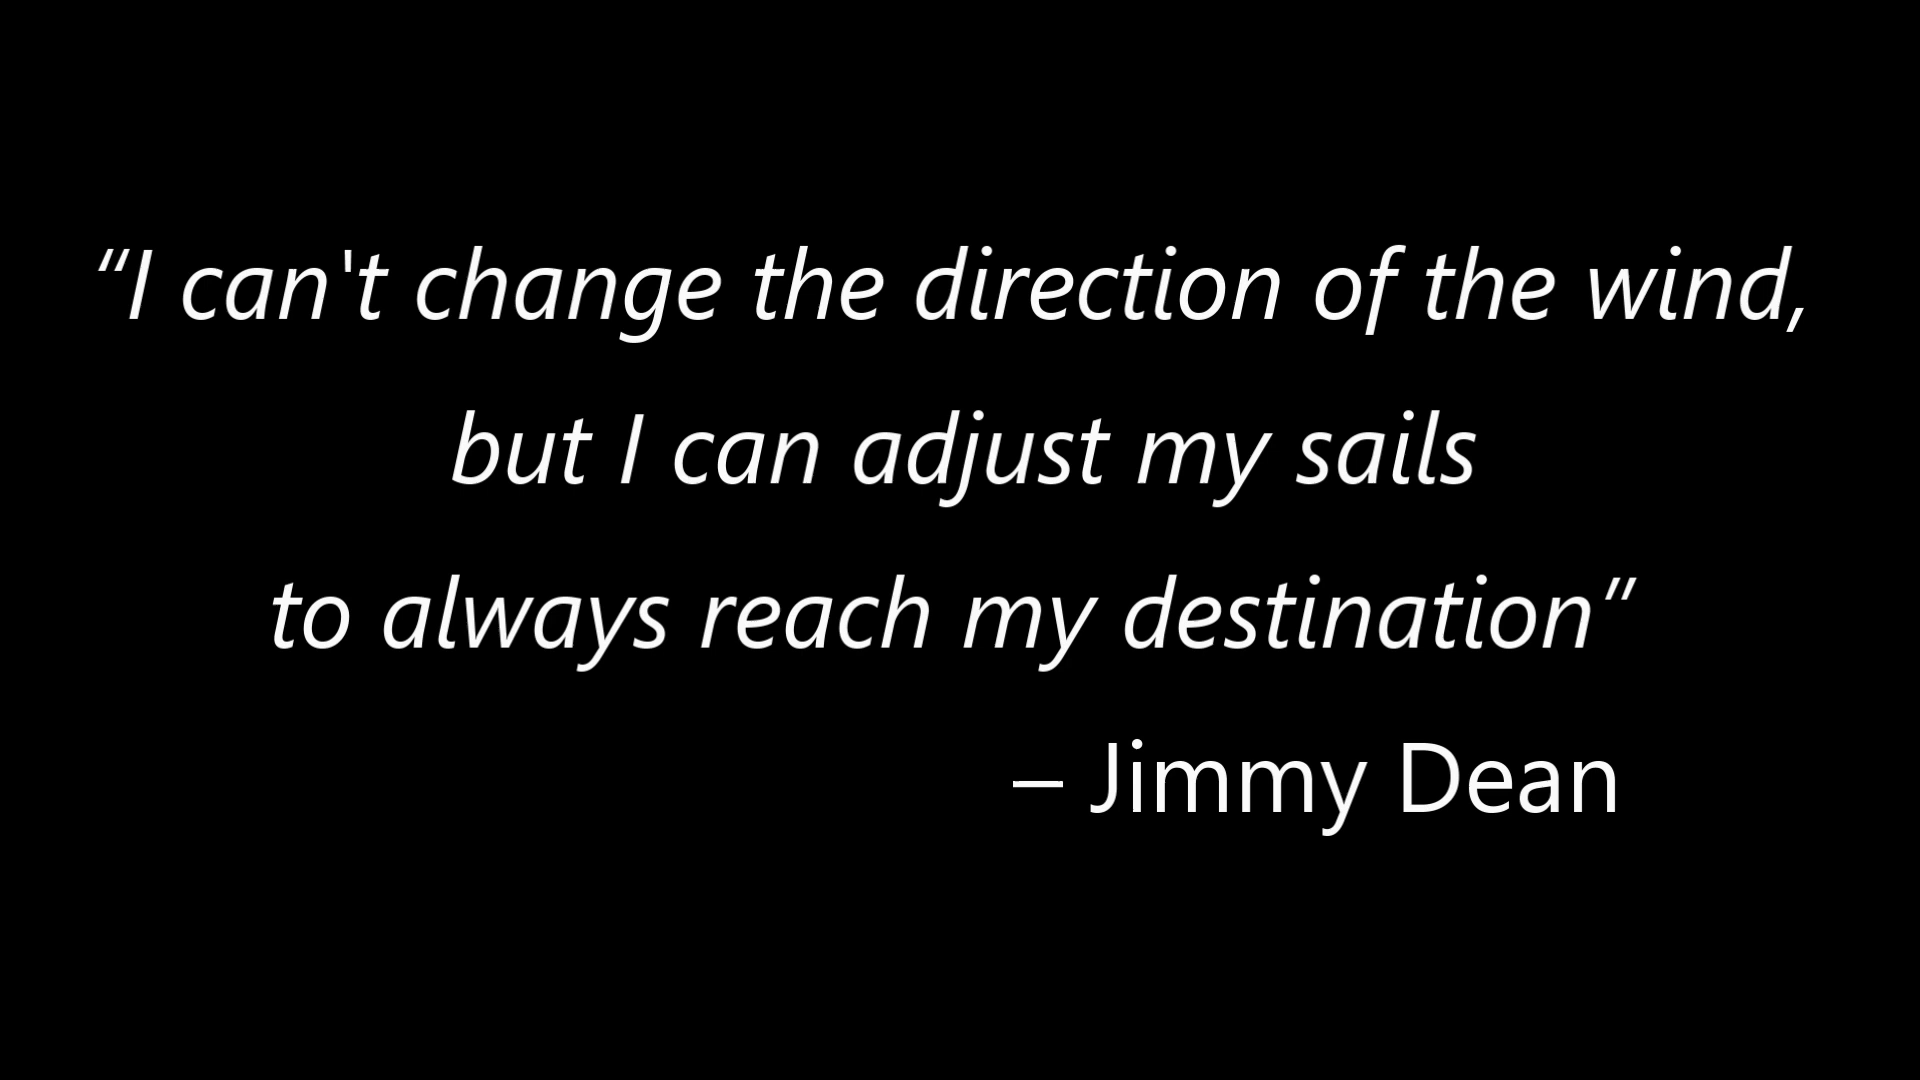 “I can't change the direction of the wind,
but I can adjust my sails
to always reach my destination”
– Jimmy Dean